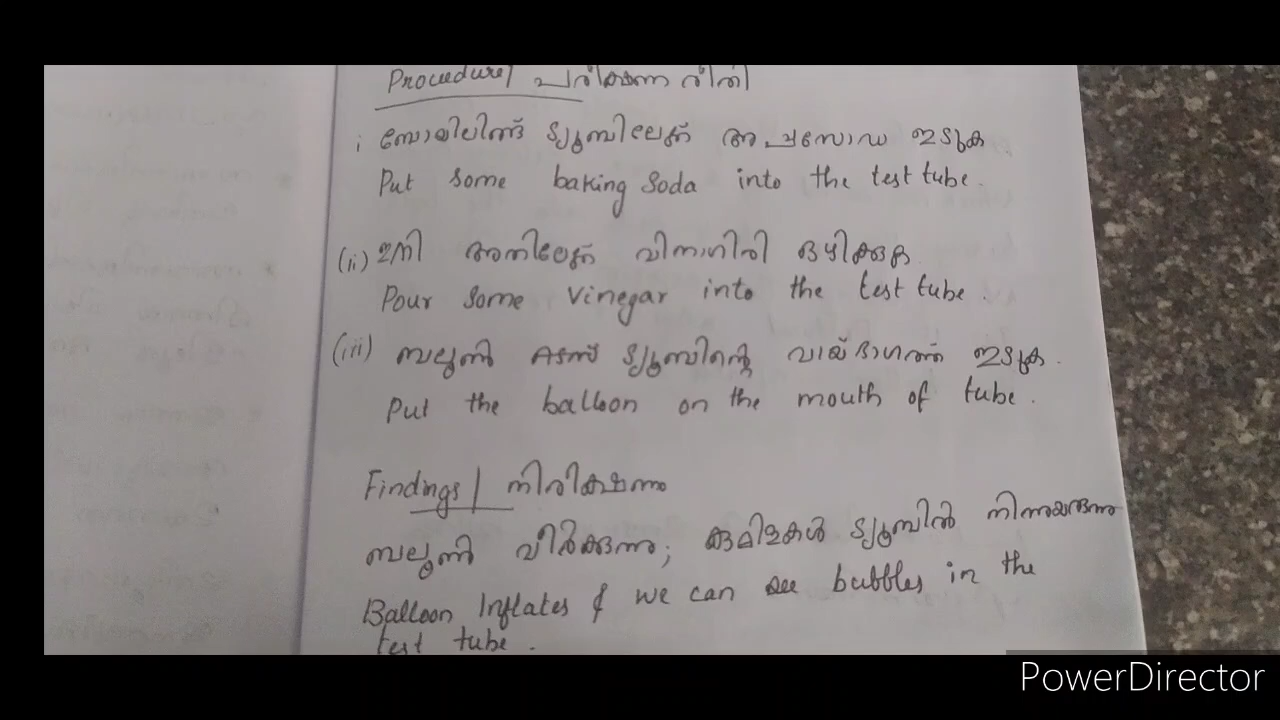 Procedure / പരീക്ഷണ രീതി
i ബോയിലിങ്ങ് ട്യൂബിലേക്ക് അപ്പസോഡ ഇടുക
Put some baking soda into the test tube.
(ii) ഇനി അതിലേക്ക് വിനാഗിരി ഒഴിക്കുക
Pour some vinegar into the test tube.
(iii) ബലൂൺ ടെസ്റ്റ് ട്യൂബിന്റെ വായ്ഭാഗത്ത് ഇടുക.
Put the balloon on the mouth of tube.
Findings / നിരീക്ഷണം
ബലൂൺ വീർക്കുന്നു; കുമിളകൾ ട്യൂബിൽ നിന്നുയരുന്നു
Balloon Inflates & we can see bubbles in the
test tube.
PowerDirector